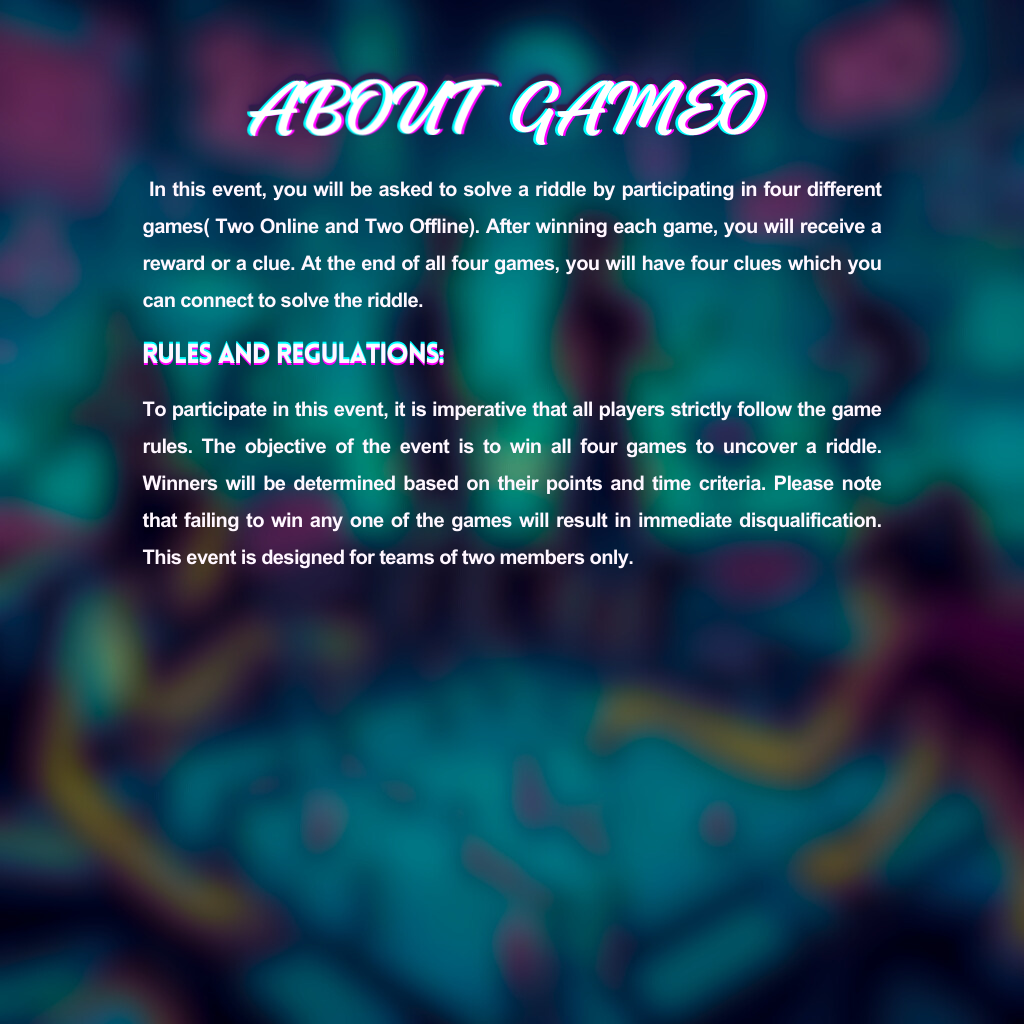 ABOUT GAMEO
In this event, you will be asked to solve a riddle by participating in four different
games( Two Online and Two Offline). After winning each game, you will receive a
reward or a clue. At the end of all four games, you will have four clues which you
can connect to solve the riddle.
RULES AND REGULATIONS:
To participate in this event, it is imperative that all players strictly follow the game
rules. The objective of the event is to win all four games to uncover a riddle.
Winners will be determined based on their points and time criteria. Please note
that failing to win any one of the games will result in immediate disqualification.
This event is designed for teams of two members only.